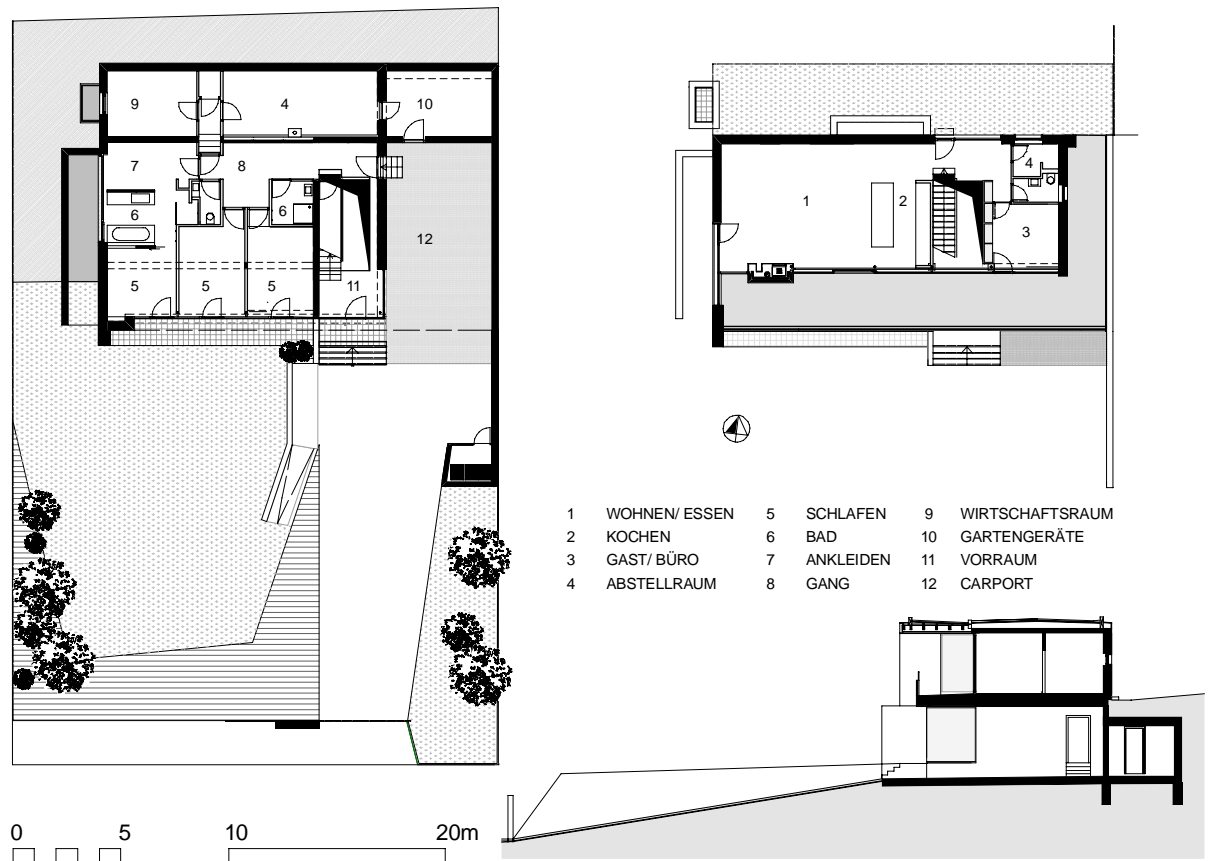 9 4 10
7 8
6 6
12
5 5 5 11
4
1 2
3
1 WOHNEN/ ESSEN 5 SCHLAFEN 9 WIRTSCHAFTSRAUM
2 KOCHEN 6 BAD 10 GARTENGERÄTE
3 GAST/ BÜRO 7 ANKLEIDEN 11 VORRAUM
4 ABSTELLRAUM 8 GANG 12 CARPORT
0 5 10 20m